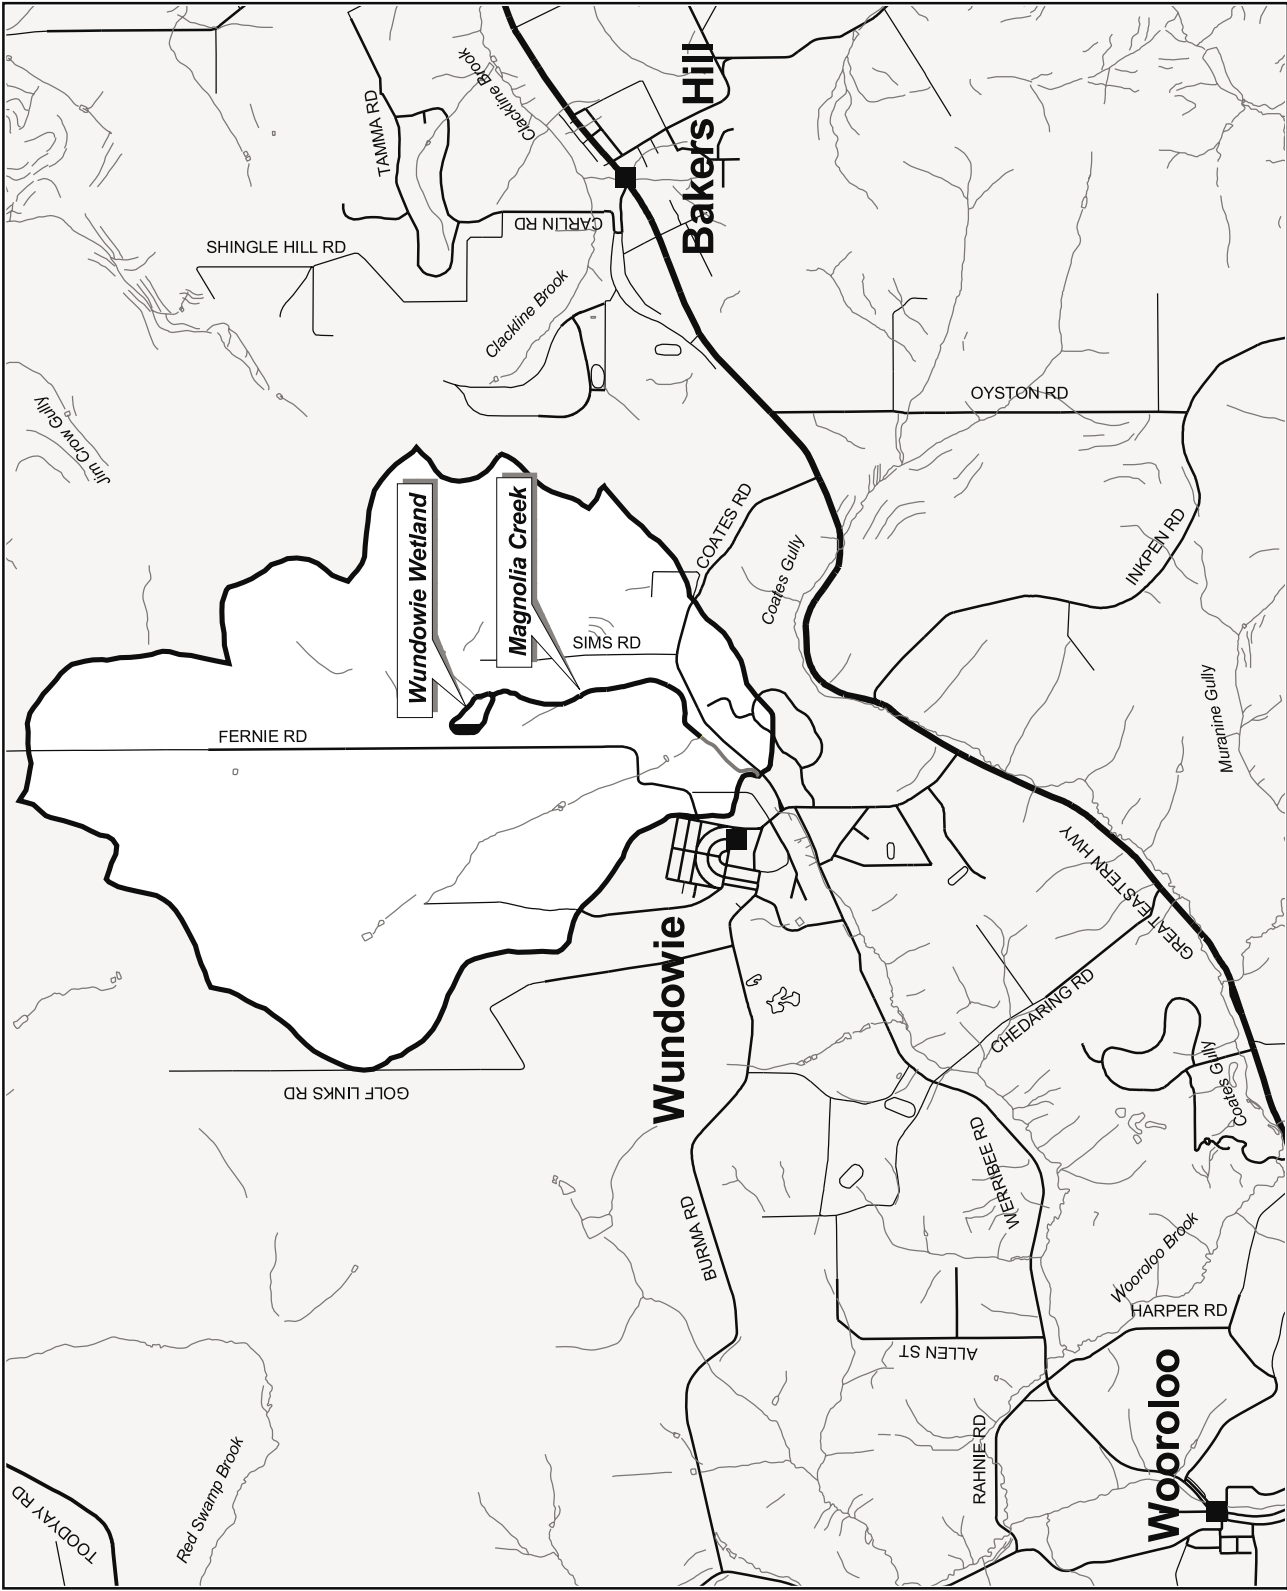 Bakers Hill
Clackline Brook
TAMMA RD
CARLIN RD
SHINGLE HILL RD
Clackline Brook
Jim Crow Gully
OYSTON RD
Wundowie Wetland
Magnolia Creek
COATES RD
Coates Gully
INKPEN RD
SIMS RD
Muranine Gully
FERNIE RD
GREAT EASTERN HWY
Wundowie
CHEDARING RD
GOLF LINKS RD
Coates Gully
WERRIBEE RD
BURMA RD
Wooroloo Brook
HARPER RD
ALLEN ST
Wooroloo
RAHNIE RD
Red Swamp Brook
TOODYAY RD